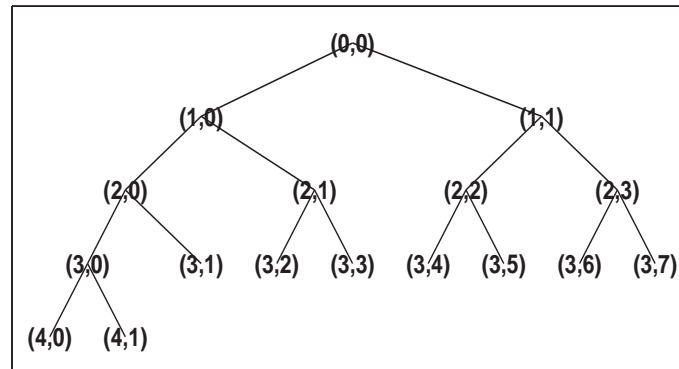 (0,0)
(1,0) (1,1)
(2,0) (2,1) (2,2) (2,3)
(3,0) (3,1) (3,2) (3,3) (3,4) (3,5) (3,6) (3,7)
(4,0) (4,1)